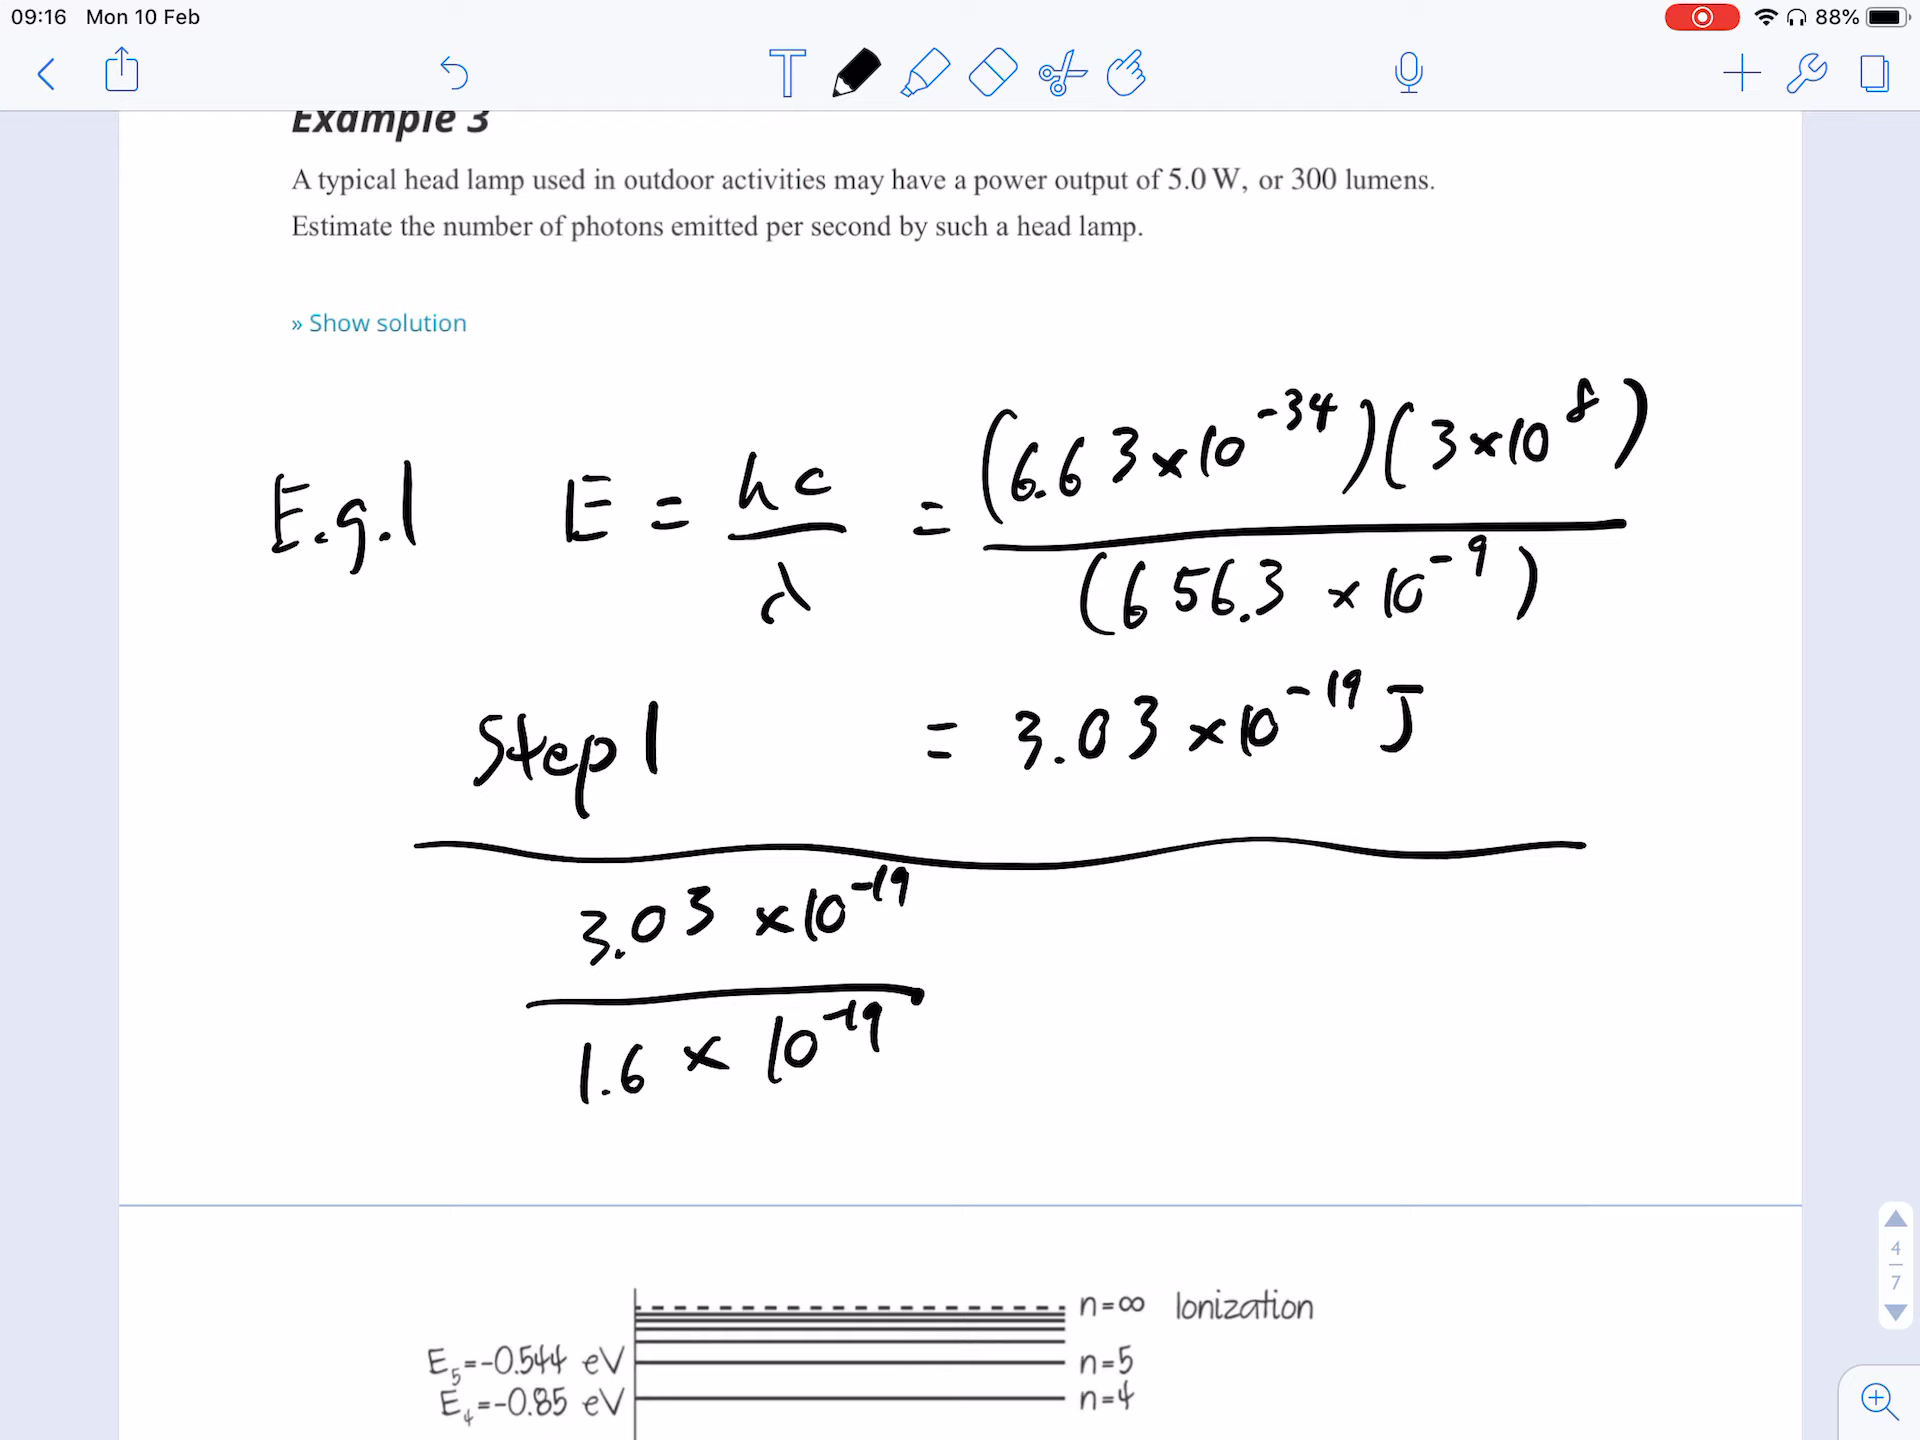 09:16 Mon 10 Feb
88%
Example 3
A typical head lamp used in outdoor activities may have a power output of 5.0 W, or 300 lumens.
Estimate the number of photons emitted per second by such a head lamp.
» Show solution
E.g.1 E = hc/λ = (6.63×10^-34)(3×10^8)/(656.3×10^-9)
Step 1 = 3.03×10^-19 J
3.03×10^-19
1.6×10^-19
4
7
n=∞ Ionization
E₅=-0.544 eV n=5
E₄=-0.85 eV n=4